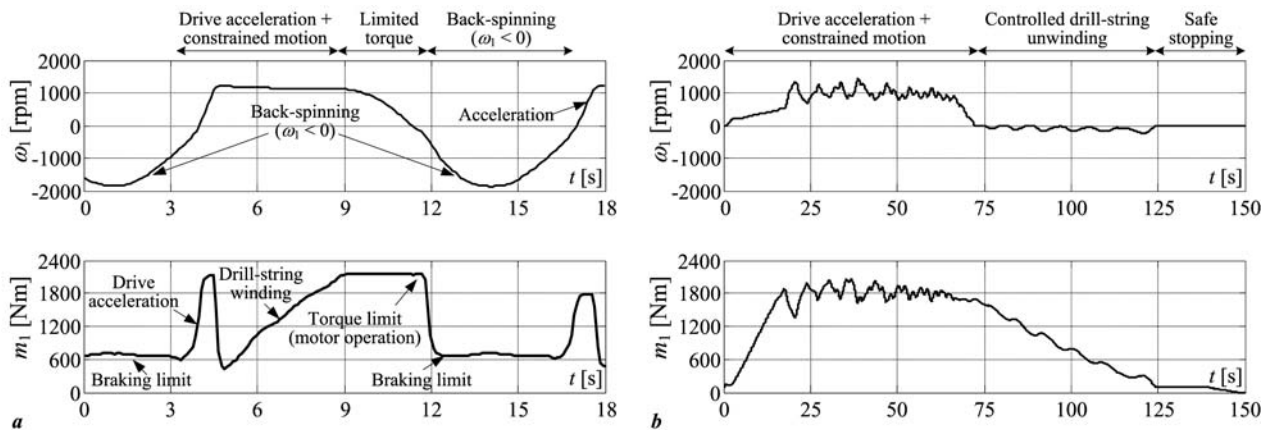 Drive acceleration +
constrained motion
Limited
torque
Back-spinning
(ω1 < 0)
ω1 [rpm]
2000
1000
0
-1000
-2000
Back-spinning
(ω1 < 0)
Acceleration
t [s]
0 3 6 9 12 15 18
m1 [Nm]
2400
1800
1200
600
0
Drive
acceleration
Drill-string
winding
Torque limit
(motor operation)
Braking limit
Braking limit
t [s]
0 3 6 9 12 15 18
a
Drive acceleration +
constrained motion
Controlled drill-string
unwinding
Safe
stopping
ω1 [rpm]
2000
1000
0
-1000
-2000
t [s]
0 25 50 75 100 125 150
m1 [Nm]
2400
1800
1200
600
0
t [s]
0 25 50 75 100 125 150
b